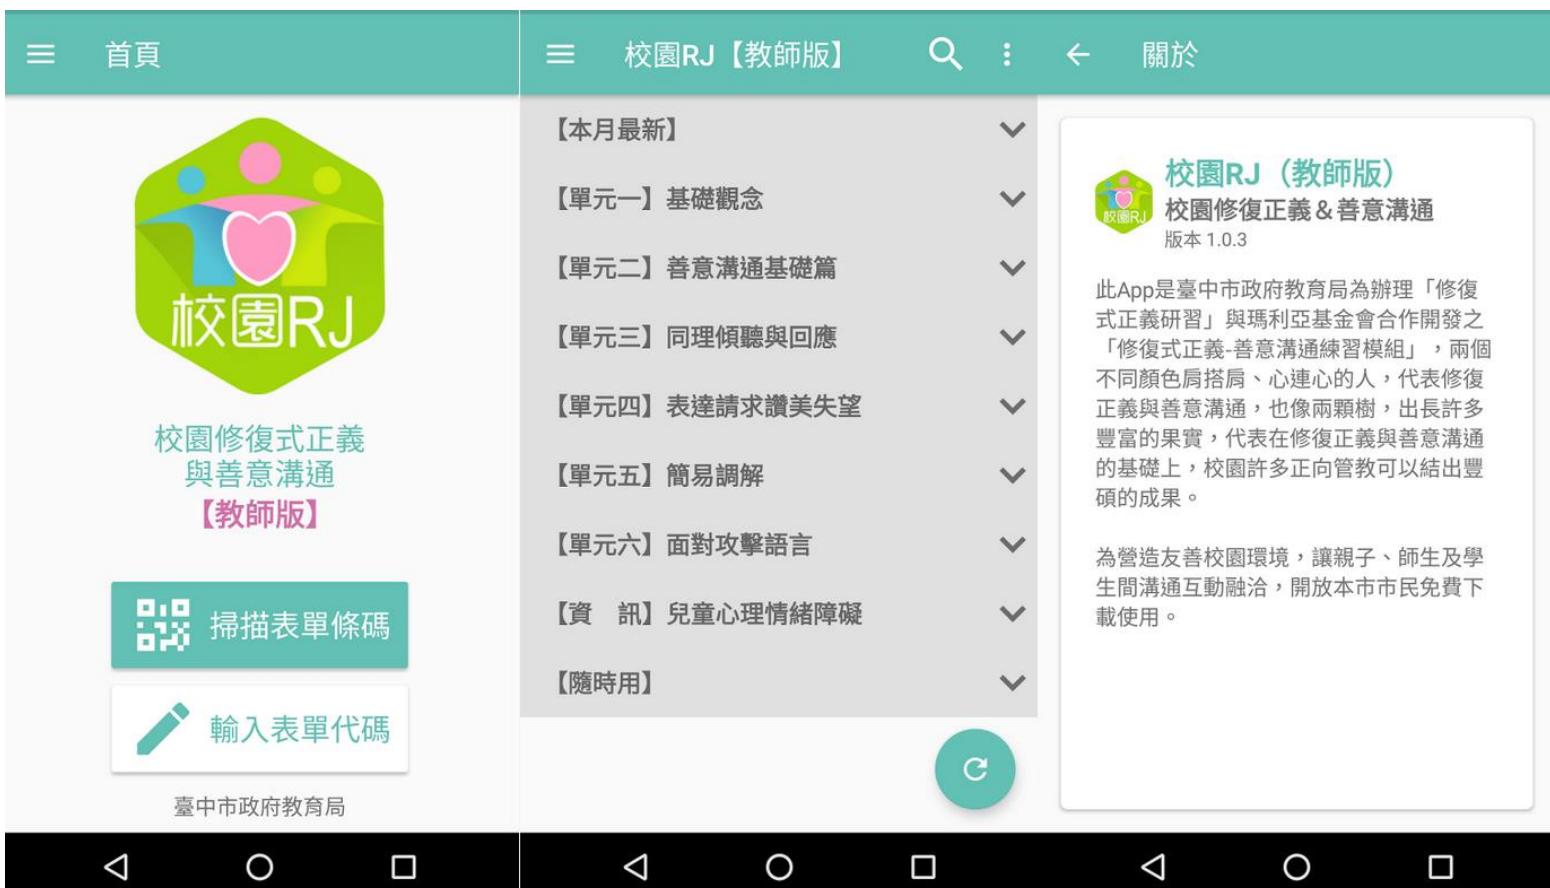 首頁
校園RJ
校園修復式正義
與善意溝通
【教師版】
掃描表單條碼
輸入表單代碼
臺中市政府教育局
校園RJ【教師版】
【本月最新】
【單元一】基礎觀念
【單元二】善意溝通基礎篇
【單元三】同理傾聽與回應
【單元四】表達請求讚美失望
【單元五】簡易調解
【單元六】面對攻擊語言
【資　訊】兒童心理情緒障礙
【隨時用】
關於
校園RJ
校園RJ（教師版）
校園修復正義＆善意溝通
版本 1.0.3
此App是臺中市政府教育局為辦理「修復
式正義研習」與瑪利亞基金會合作開發之
「修復式正義-善意溝通練習模組」，兩個
不同顏色肩搭肩、心連心的人，代表修復
正義與善意溝通，也像兩顆樹，出長許多
豐富的果實，代表在修復正義與善意溝通
的基礎上，校園許多正向管教可以結出豐
碩的成果。
為營造友善校園環境，讓親子、師生及學
生間溝通互動融洽，開放本市市民免費下
載使用。